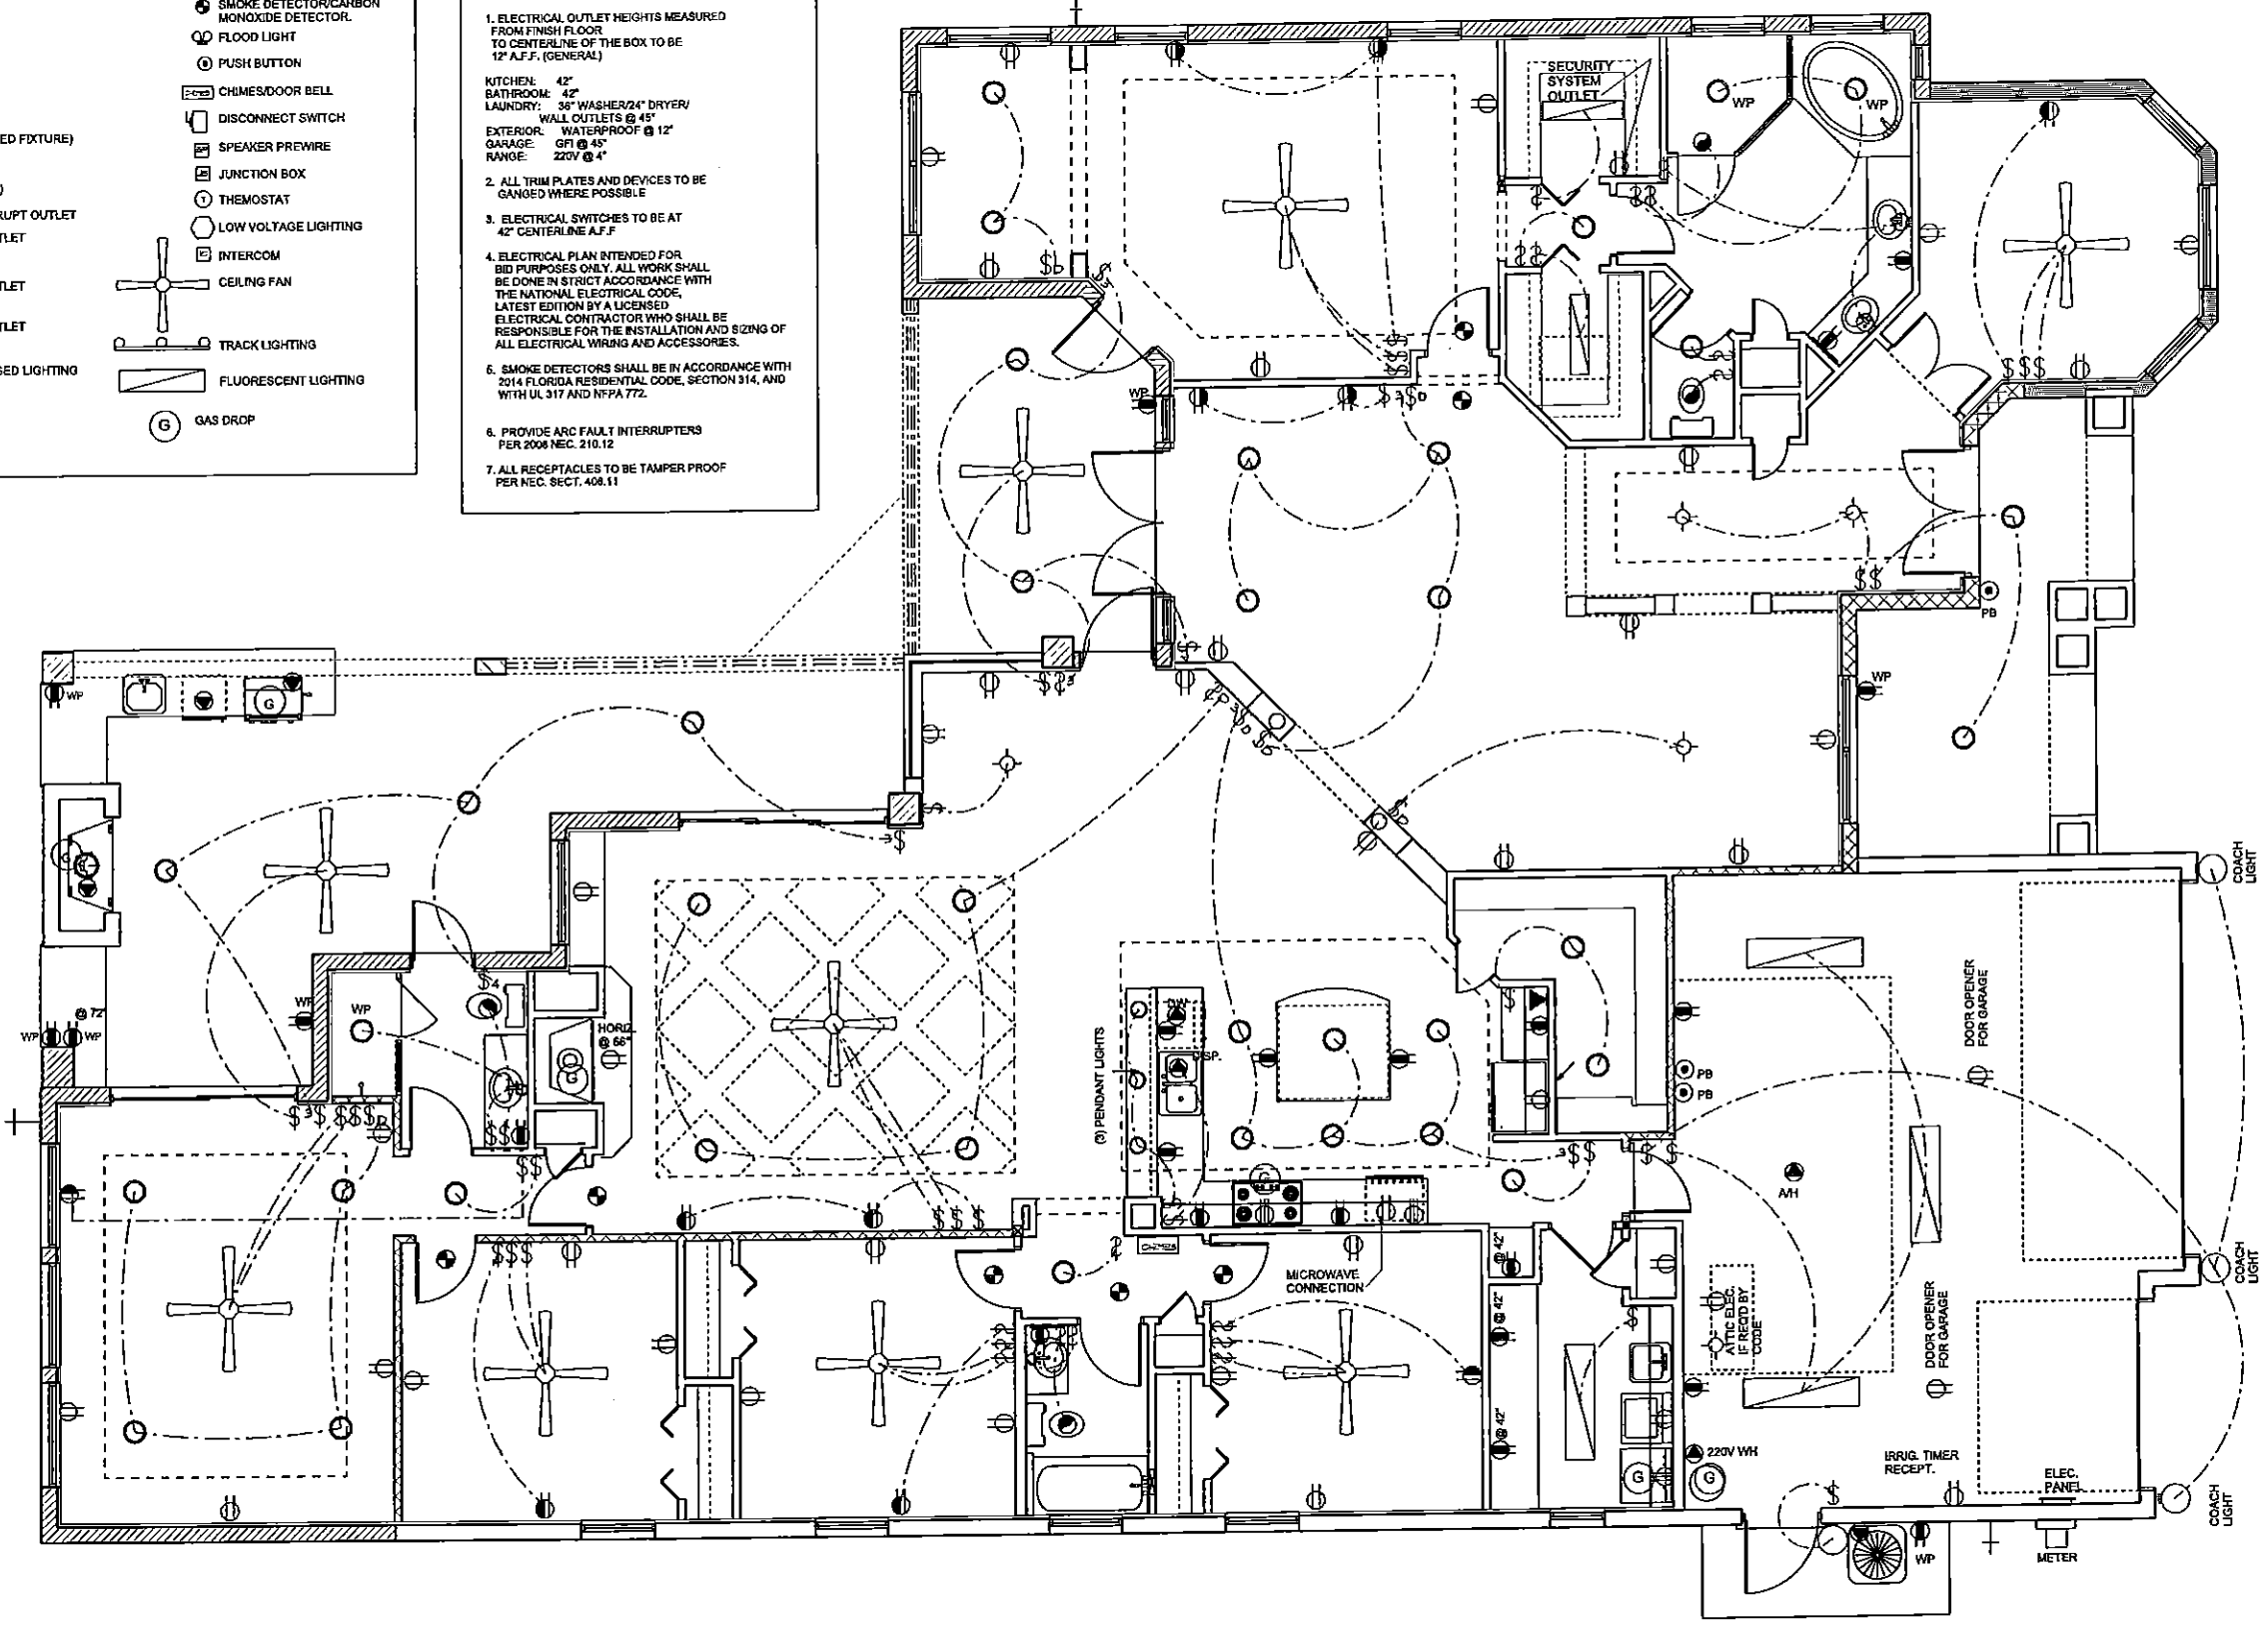 SMOKE DETECTOR/CARBON
MONOXIDE DETECTOR.
FLOOD LIGHT
PUSH BUTTON
CHIMES/DOOR BELL
DISCONNECT SWITCH
ED FIXTURE)
SPEAKER PREWIRE
JUNCTION BOX
)
THEMOSTAT
RUPT OUTLET
LOW VOLTAGE LIGHTING
TLET
INTERCOM
CEILING FAN
TLET
TLET
TRACK LIGHTING
SED LIGHTING
FLUORESCENT LIGHTING
G
GAS DROP
1. ELECTRICAL OUTLET HEIGHTS MEASURED
FROM FINISH FLOOR
TO CENTERLINE OF THE BOX TO BE
12" A.F.F. (GENERAL)
KITCHEN: 42"
BATHROOM: 42"
LAUNDRY: 36" WASHER/24" DRYER/
WALL OUTLETS @ 45"
EXTERIOR: WATERPROOF @ 12"
GARAGE: GFI @ 45"
RANGE: 220V @ 4"
2. ALL TRIM PLATES AND DEVICES TO BE
GANGED WHERE POSSIBLE
3. ELECTRICAL SWITCHES TO BE AT
42" CENTERLINE A.F.F
4. ELECTRICAL PLAN INTENDED FOR
BID PURPOSES ONLY. ALL WORK SHALL
BE DONE IN STRICT ACCORDANCE WITH
THE NATIONAL ELECTRICAL CODE,
LATEST EDITION BY A LICENSED
ELECTRICAL CONTRACTOR WHO SHALL BE
RESPONSIBLE FOR THE INSTALLATION AND SIZING OF
ALL ELECTRICAL WIRING AND ACCESSORIES.
5. SMOKE DETECTORS SHALL BE IN ACCORDANCE WITH
2014 FLORIDA RESIDENTIAL CODE, SECTION 314, AND
WITH UL 317 AND NFPA 772.
6. PROVIDE ARC FAULT INTERRUPTERS
PER 2008 NEC. 210.12
7. ALL RECEPTACLES TO BE TAMPER PROOF
PER NEC. SECT. 406.11
SECURITY
SYSTEM
OUTLET
WP
WP
WP
PB
WP
WP
G
COACH
LIGHT
@ 72"
WP
WP
WP
WP
HORIZ.
@ 66"
G
(3) PENDANT LIGHTS
DISP.
G
DOOR OPENER
FOR GARAGE
PB
PB
A/H
CHIMES
MICROWAVE
CONNECTION
@ 42"
@ 42"
@ 42"
ATTIC ELEC.
IF REQ'D BY
CODE
DOOR OPENER
FOR GARAGE
COACH
LIGHT
220V WH
G
G
IRRIG. TIMER
RECEPT.
ELEC.
PANEL
COACH
LIGHT
WP
METER